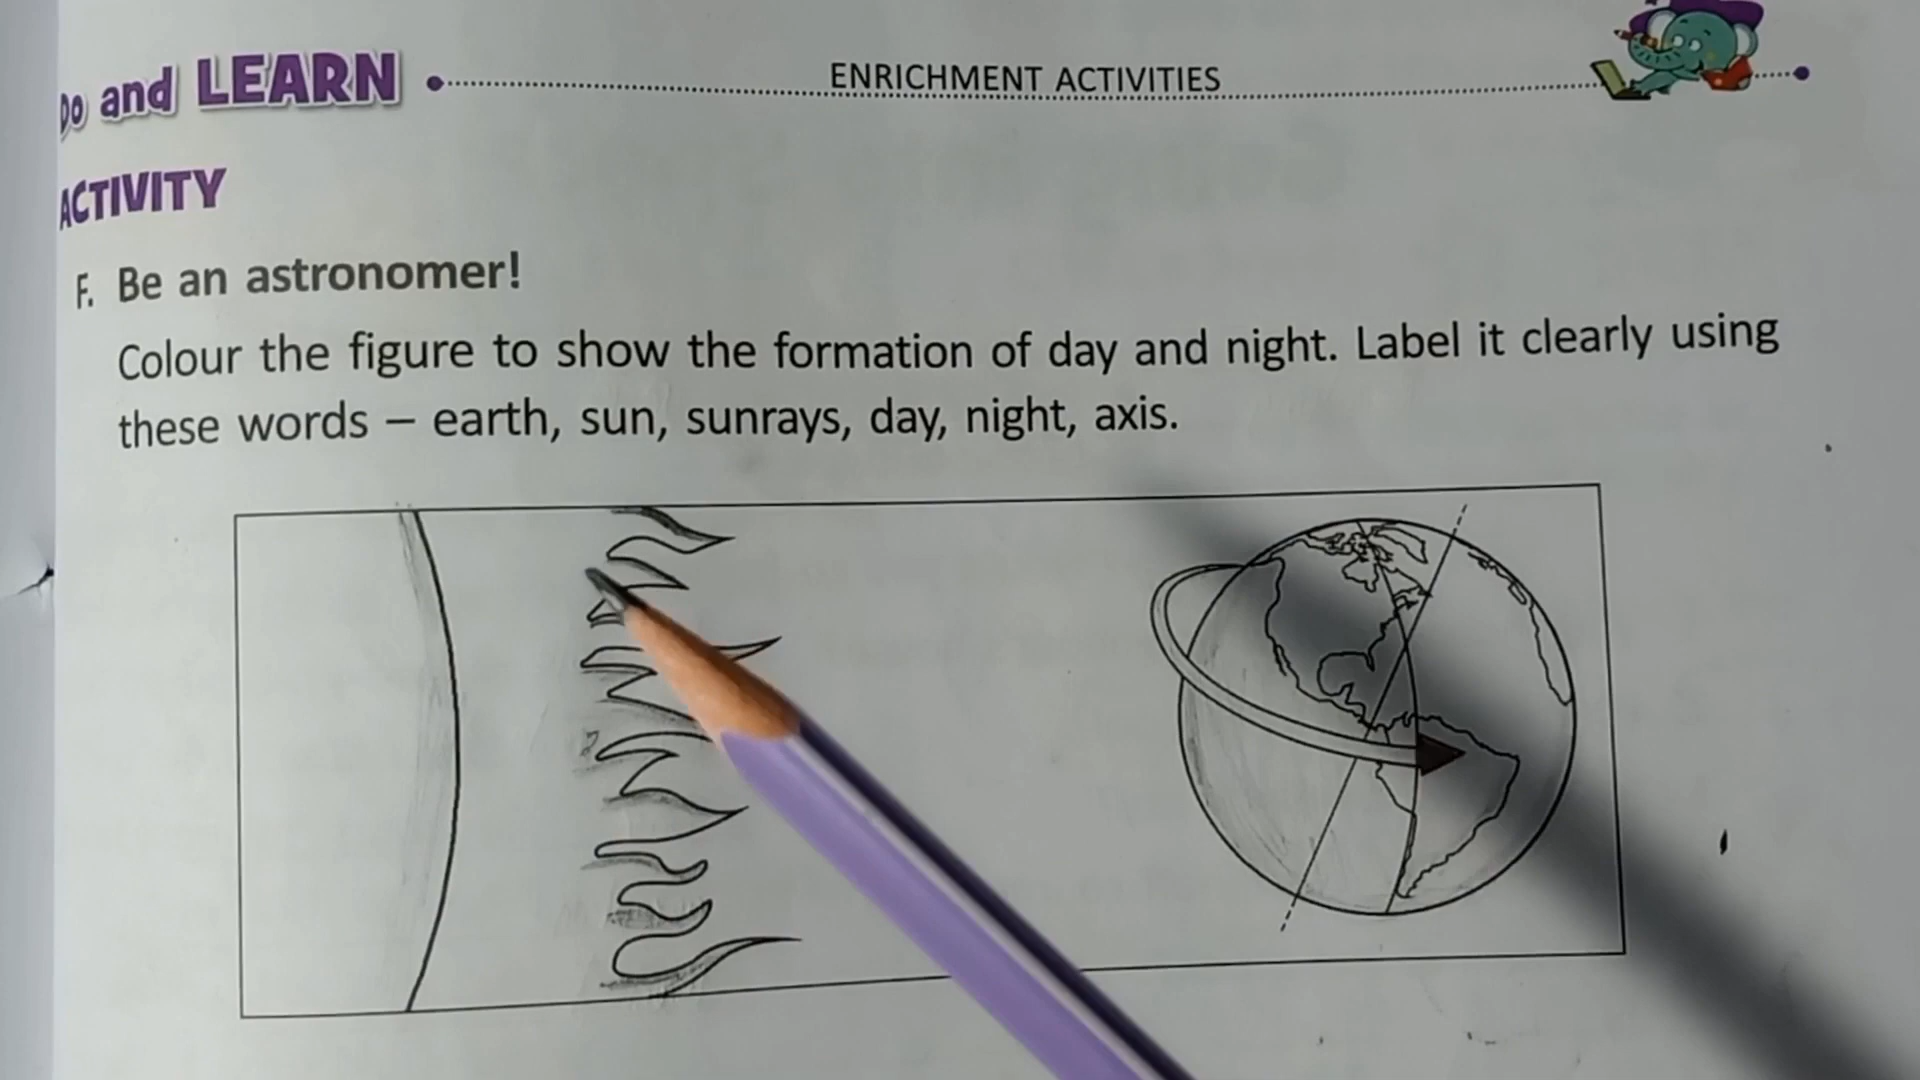 Do and LEARN
ENRICHMENT ACTIVITIES
ACTIVITY
F. Be an astronomer!
Colour the figure to show the formation of day and night. Label it clearly using
these words – earth, sun, sunrays, day, night, axis.